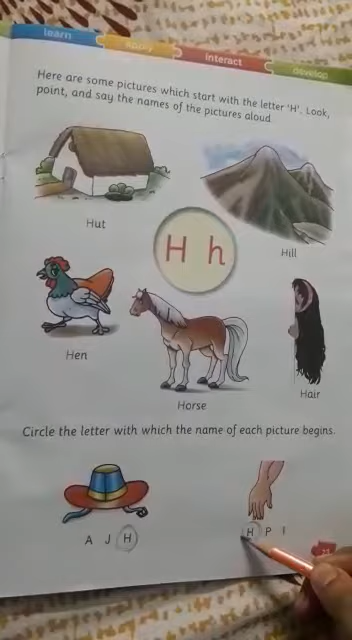 learn apply interact develop
Here are some pictures which start with the letter 'H'. Look,
point, and say the names of the pictures aloud.
Hut
Hill
H h
Hen
Horse
Hair
Circle the letter with which the name of each picture begins.
A J H
H P I